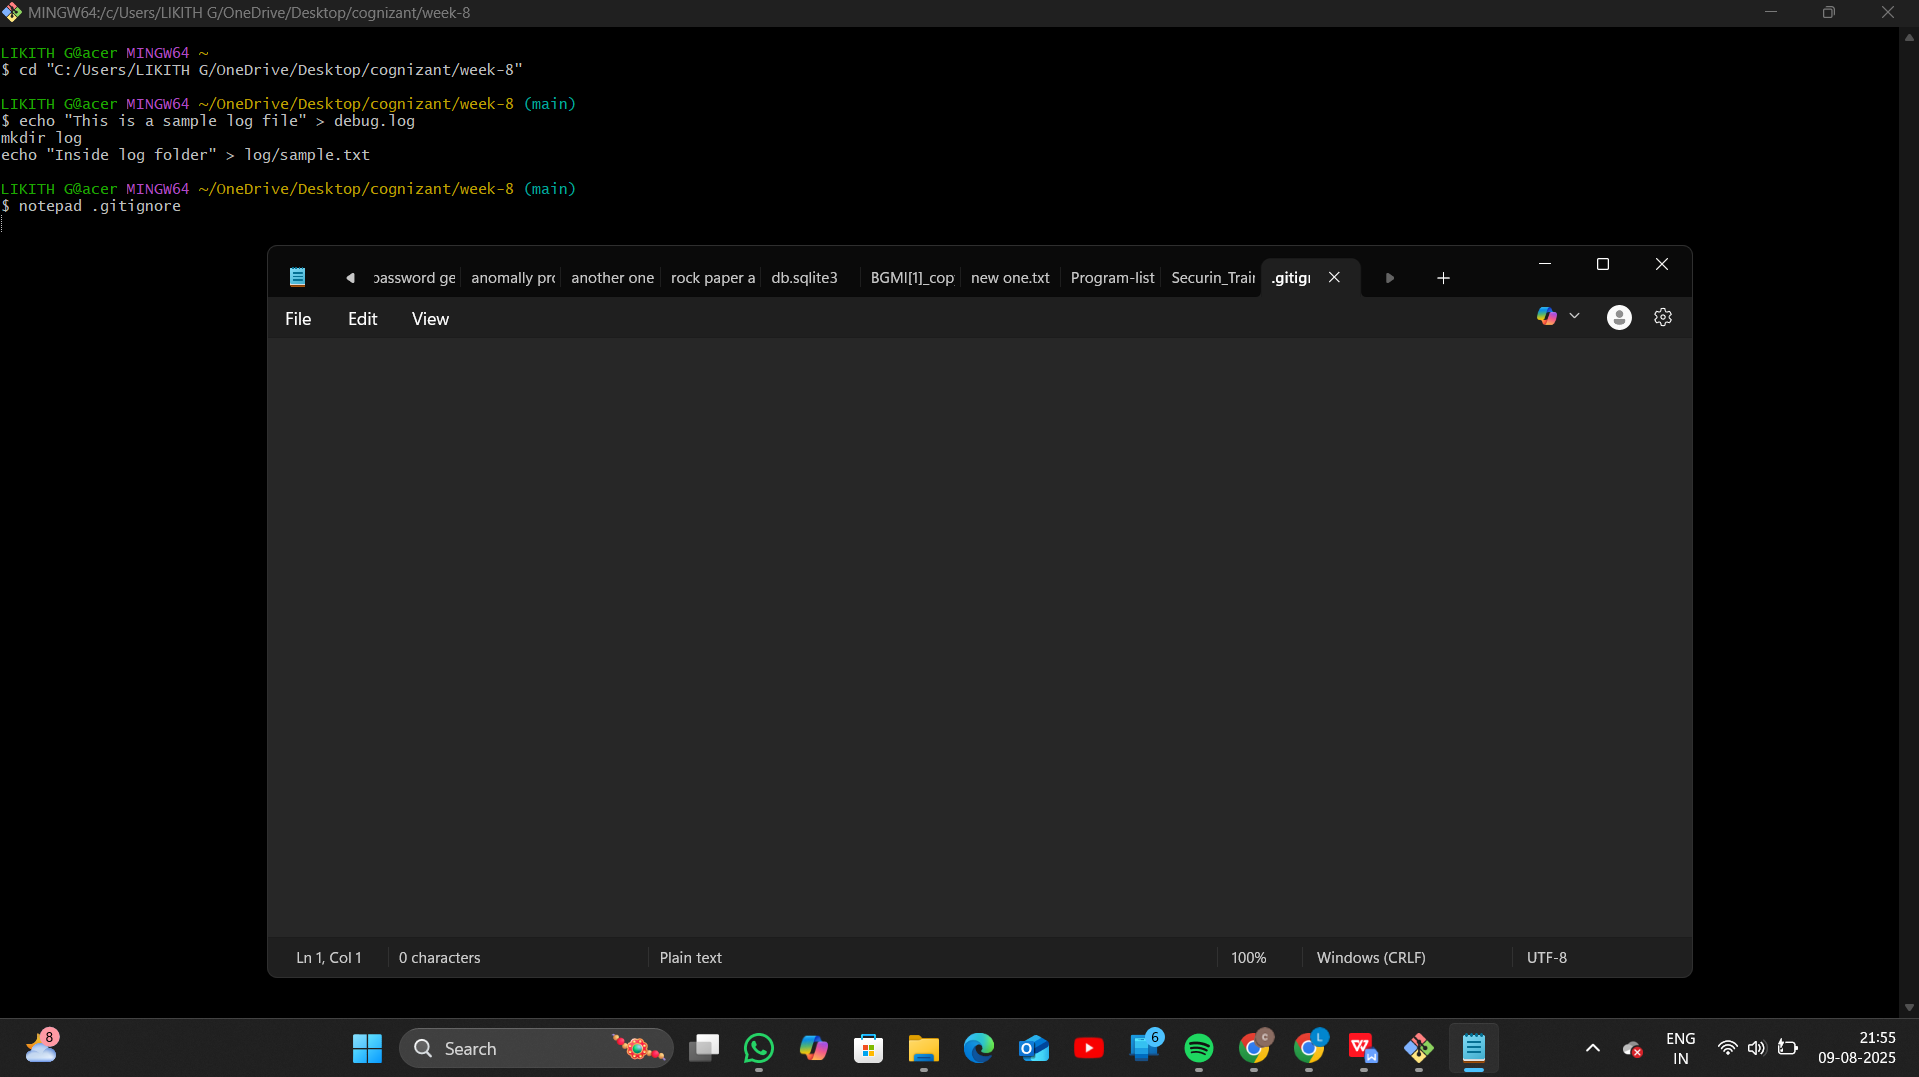 MINGW64:/c/Users/LIKITH G/OneDrive/Desktop/cognizant/week-8
LIKITH G@acer MINGW64 ~
$ cd "C:/Users/LIKITH G/OneDrive/Desktop/cognizant/week-8"
LIKITH G@acer MINGW64 ~/OneDrive/Desktop/cognizant/week-8 (main)
$ echo "This is a sample log file" > debug.log
mkdir log
echo "Inside log folder" > log/sample.txt
LIKITH G@acer MINGW64 ~/OneDrive/Desktop/cognizant/week-8 (main)
$ notepad .gitignore
password ge anomally pro another one rock paper a db.sqlite3 BGMI[1]_cop new one.txt Program-list Securin_Train .gitigr
File Edit View
Ln 1, Col 1 0 characters Plain text 100% Windows (CRLF) UTF-8
8 Search 6 C L W ENG 21:55
IN 09-08-2025